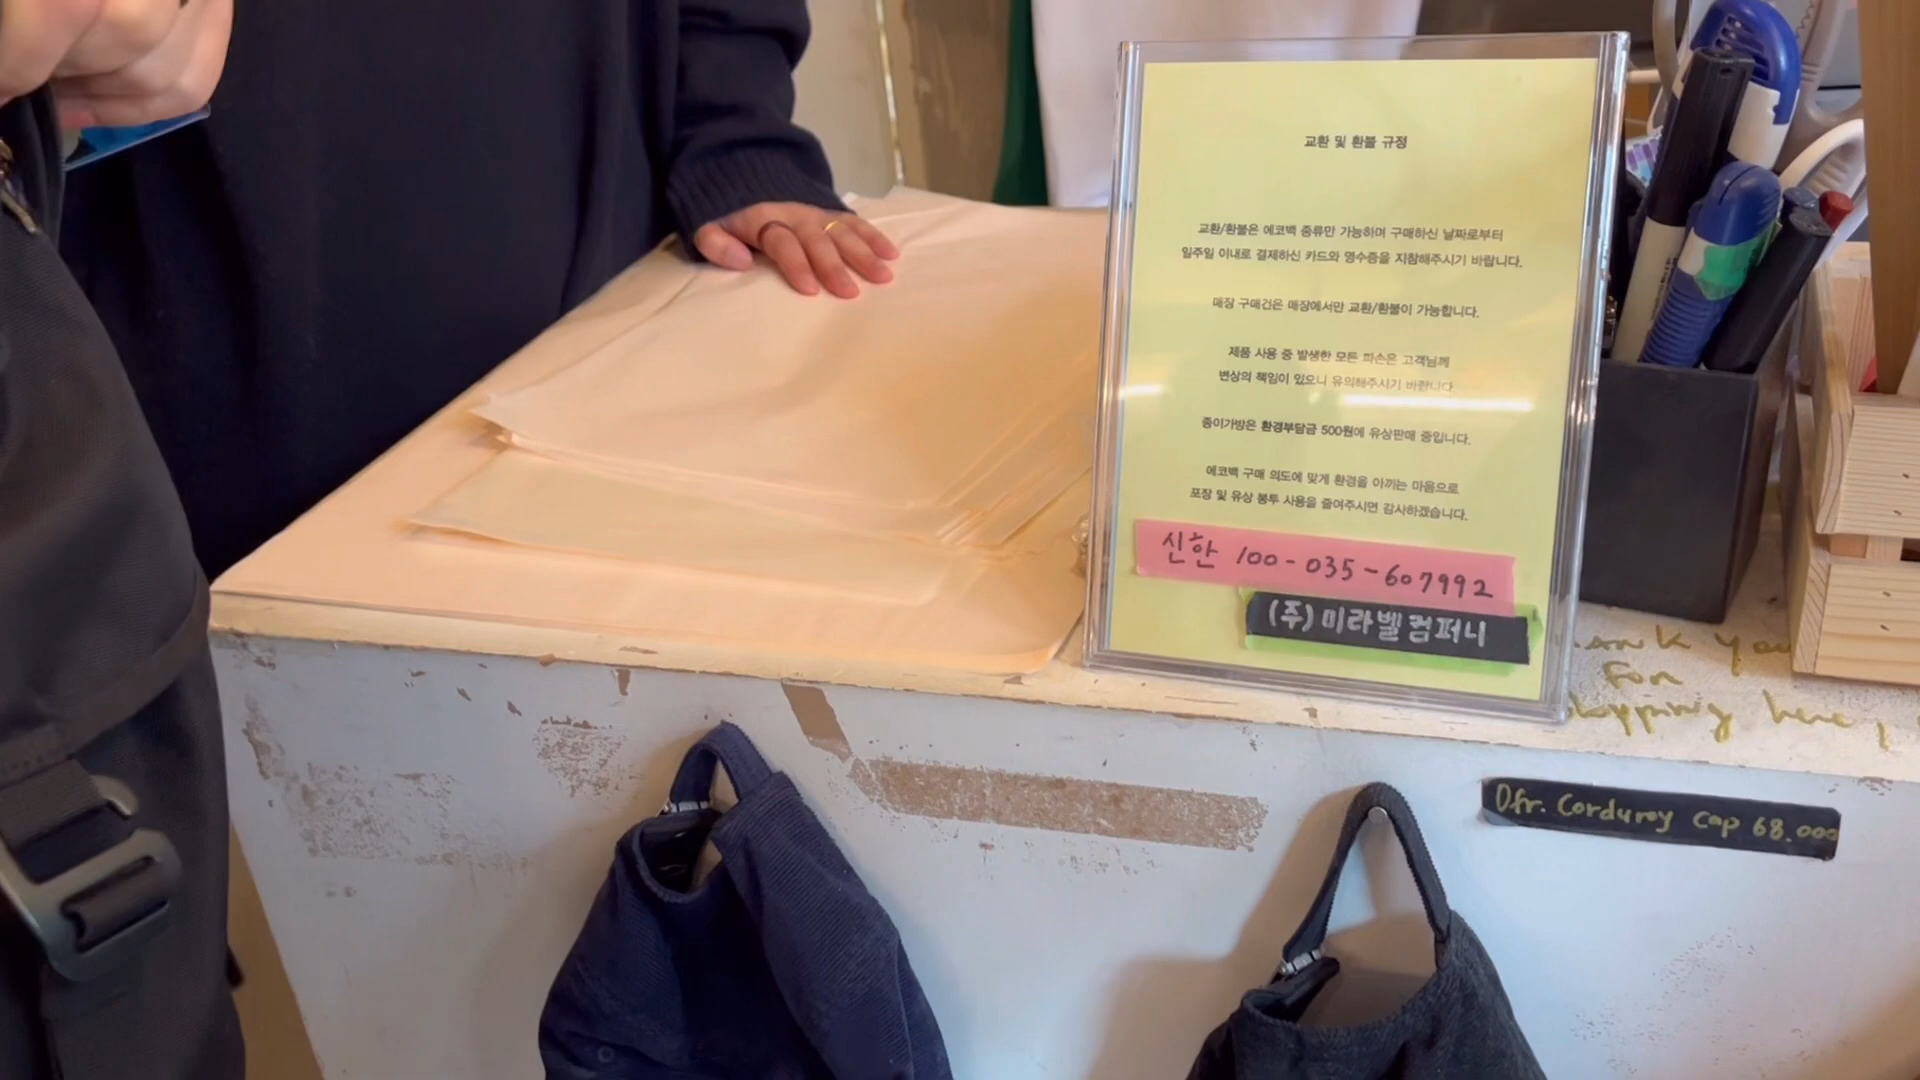 교환 및 환불 규정
교환/환불은 에코백 종류만 가능하며 구매하신 날짜로부터
일주일 이내로 결제하신 카드와 영수증을 지참해주시기 바랍니다.
매장 구매건은 매장에서만 교환/환불이 가능합니다.
제품 사용 중 발생한 모든 파손은 고객님께
변상의 책임이 있으니 유의해주시기 바랍니다.
종이가방은 환경부담금 500원에 유상판매 중입니다.
에코백 구매 의도에 맞게 환경을 아끼는 마음으로
포장 및 유상 봉투 사용을 줄여주시면 감사하겠습니다.
신한 100-035-607992
(주)미라벨컴퍼니
you
For
here,
0fr. Corduroy cap 68.000